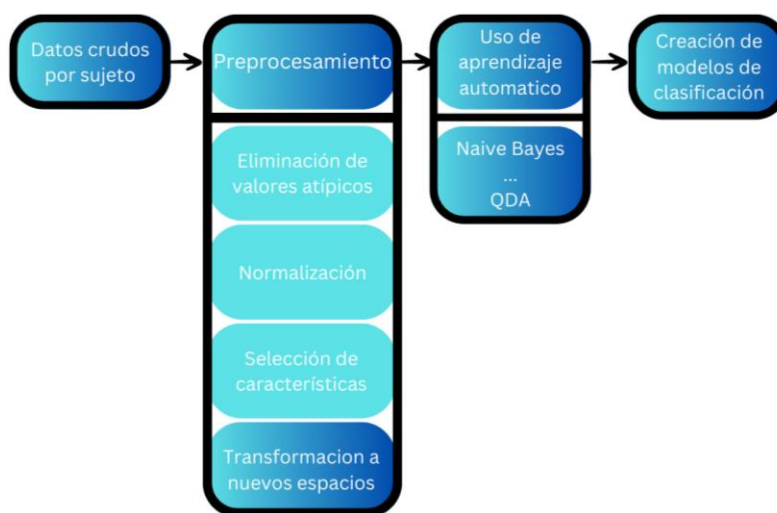 Datos crudos
por sujeto
Preprocesamiento
Eliminación de
valores atípicos
Normalización
Selección de
características
Transformacion a
nuevos espacios
Uso de
aprendizaje
automatico
Naive Bayes
...
QDA
Creación de
modelos de
clasificación